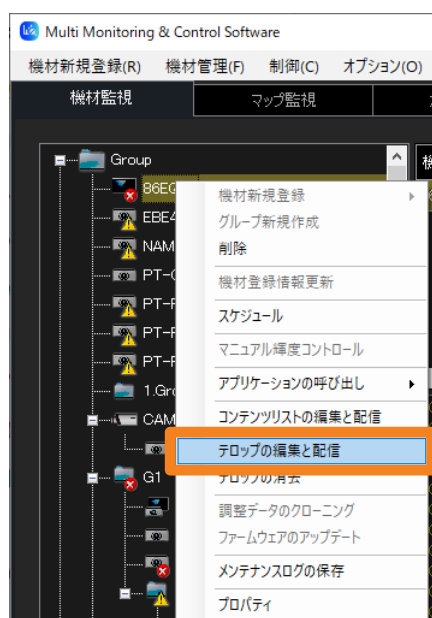 Multi Monitoring & Control Software
機材新規登録(R) 機材管理(F) 制御(C) オプション(O)
機材監視 マップ監視
Group
機材新規登録
グループ新規作成
削除
機材登録情報更新
スケジュール
マニュアル輝度コントロール
アプリケーションの呼び出し
1.Gro
コンテンツリストの編集と配信
CAM
テロップの編集と配信
G1 テロップの消去
調整データのクローニング
ファームウェアのアップデート
メンテナンスログの保存
プロパティ